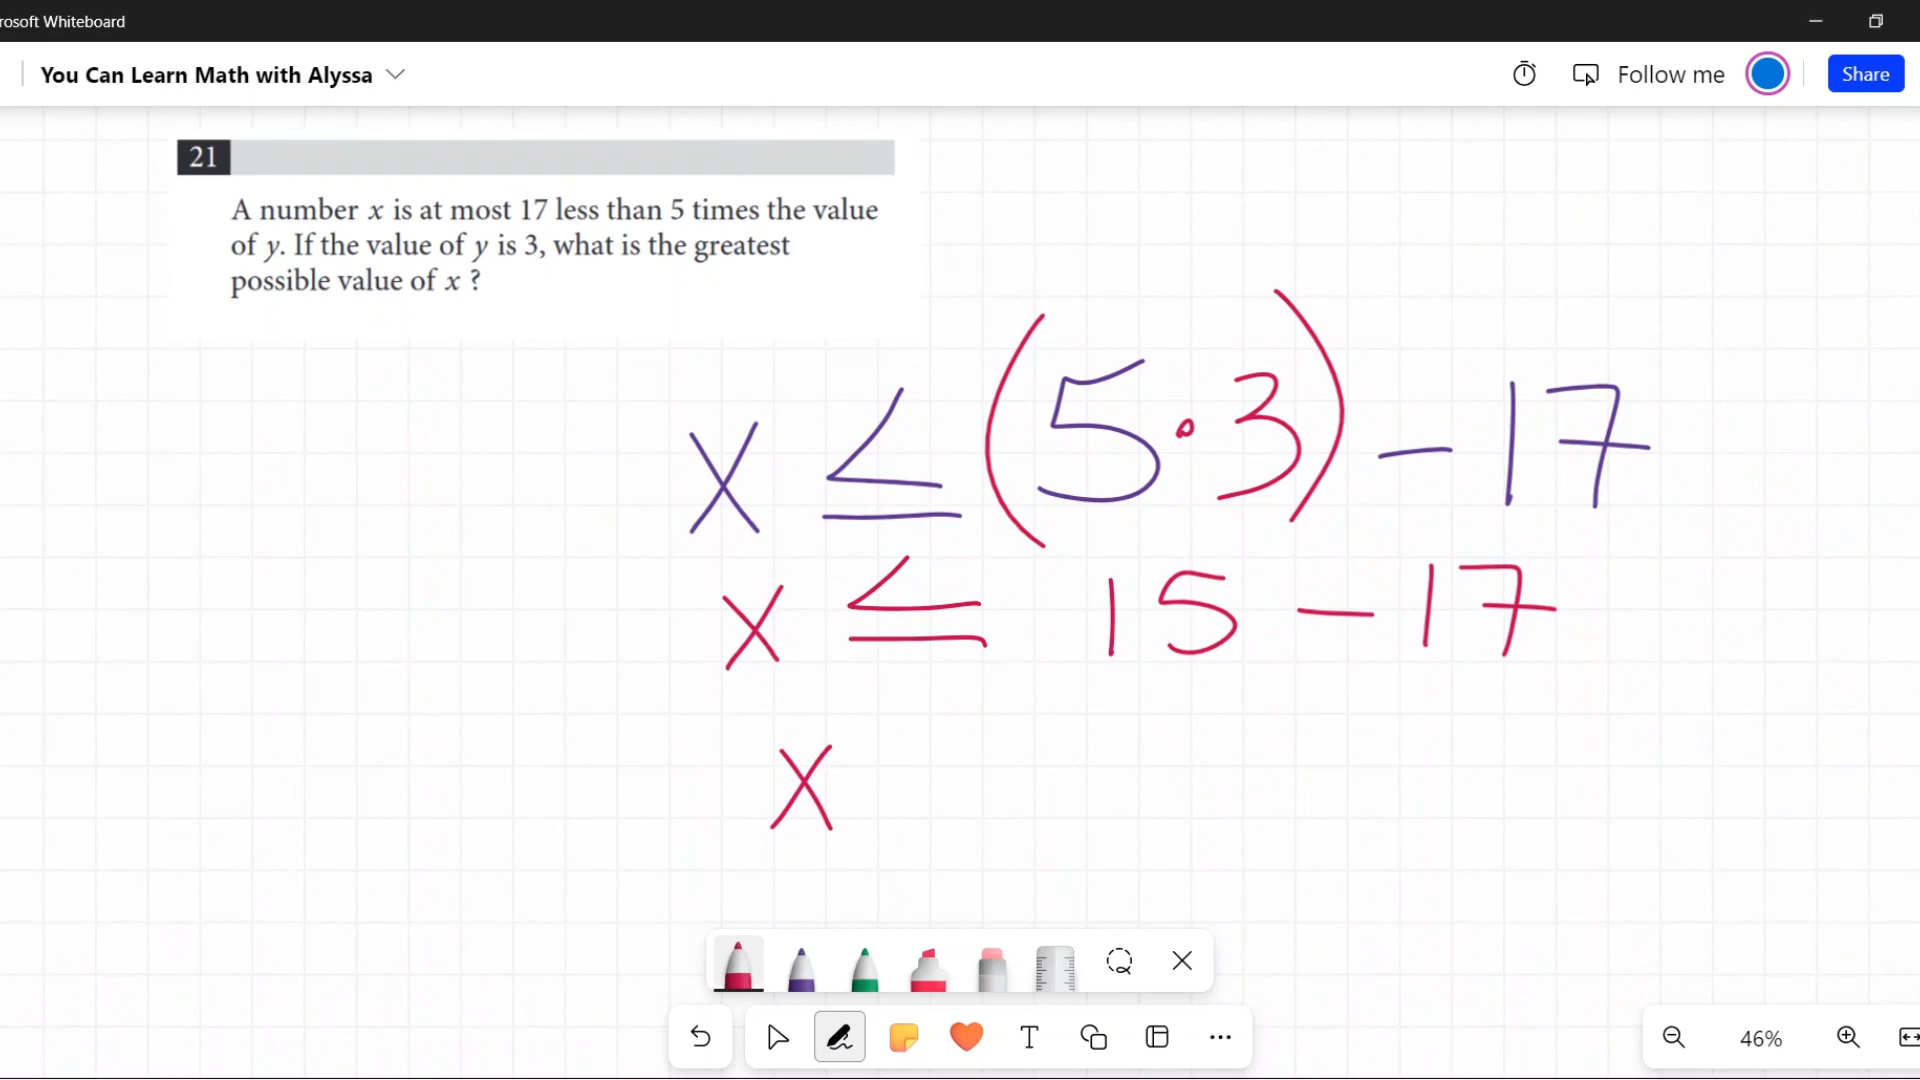 rosoft Whiteboard
You Can Learn Math with Alyssa
Follow me
Share
21
A number x is at most 17 less than 5 times the value
of y. If the value of y is 3, what is the greatest
possible value of x ?
x ≤ (5 · 3) − 17
x ≤ 15 − 17
x
T
46%